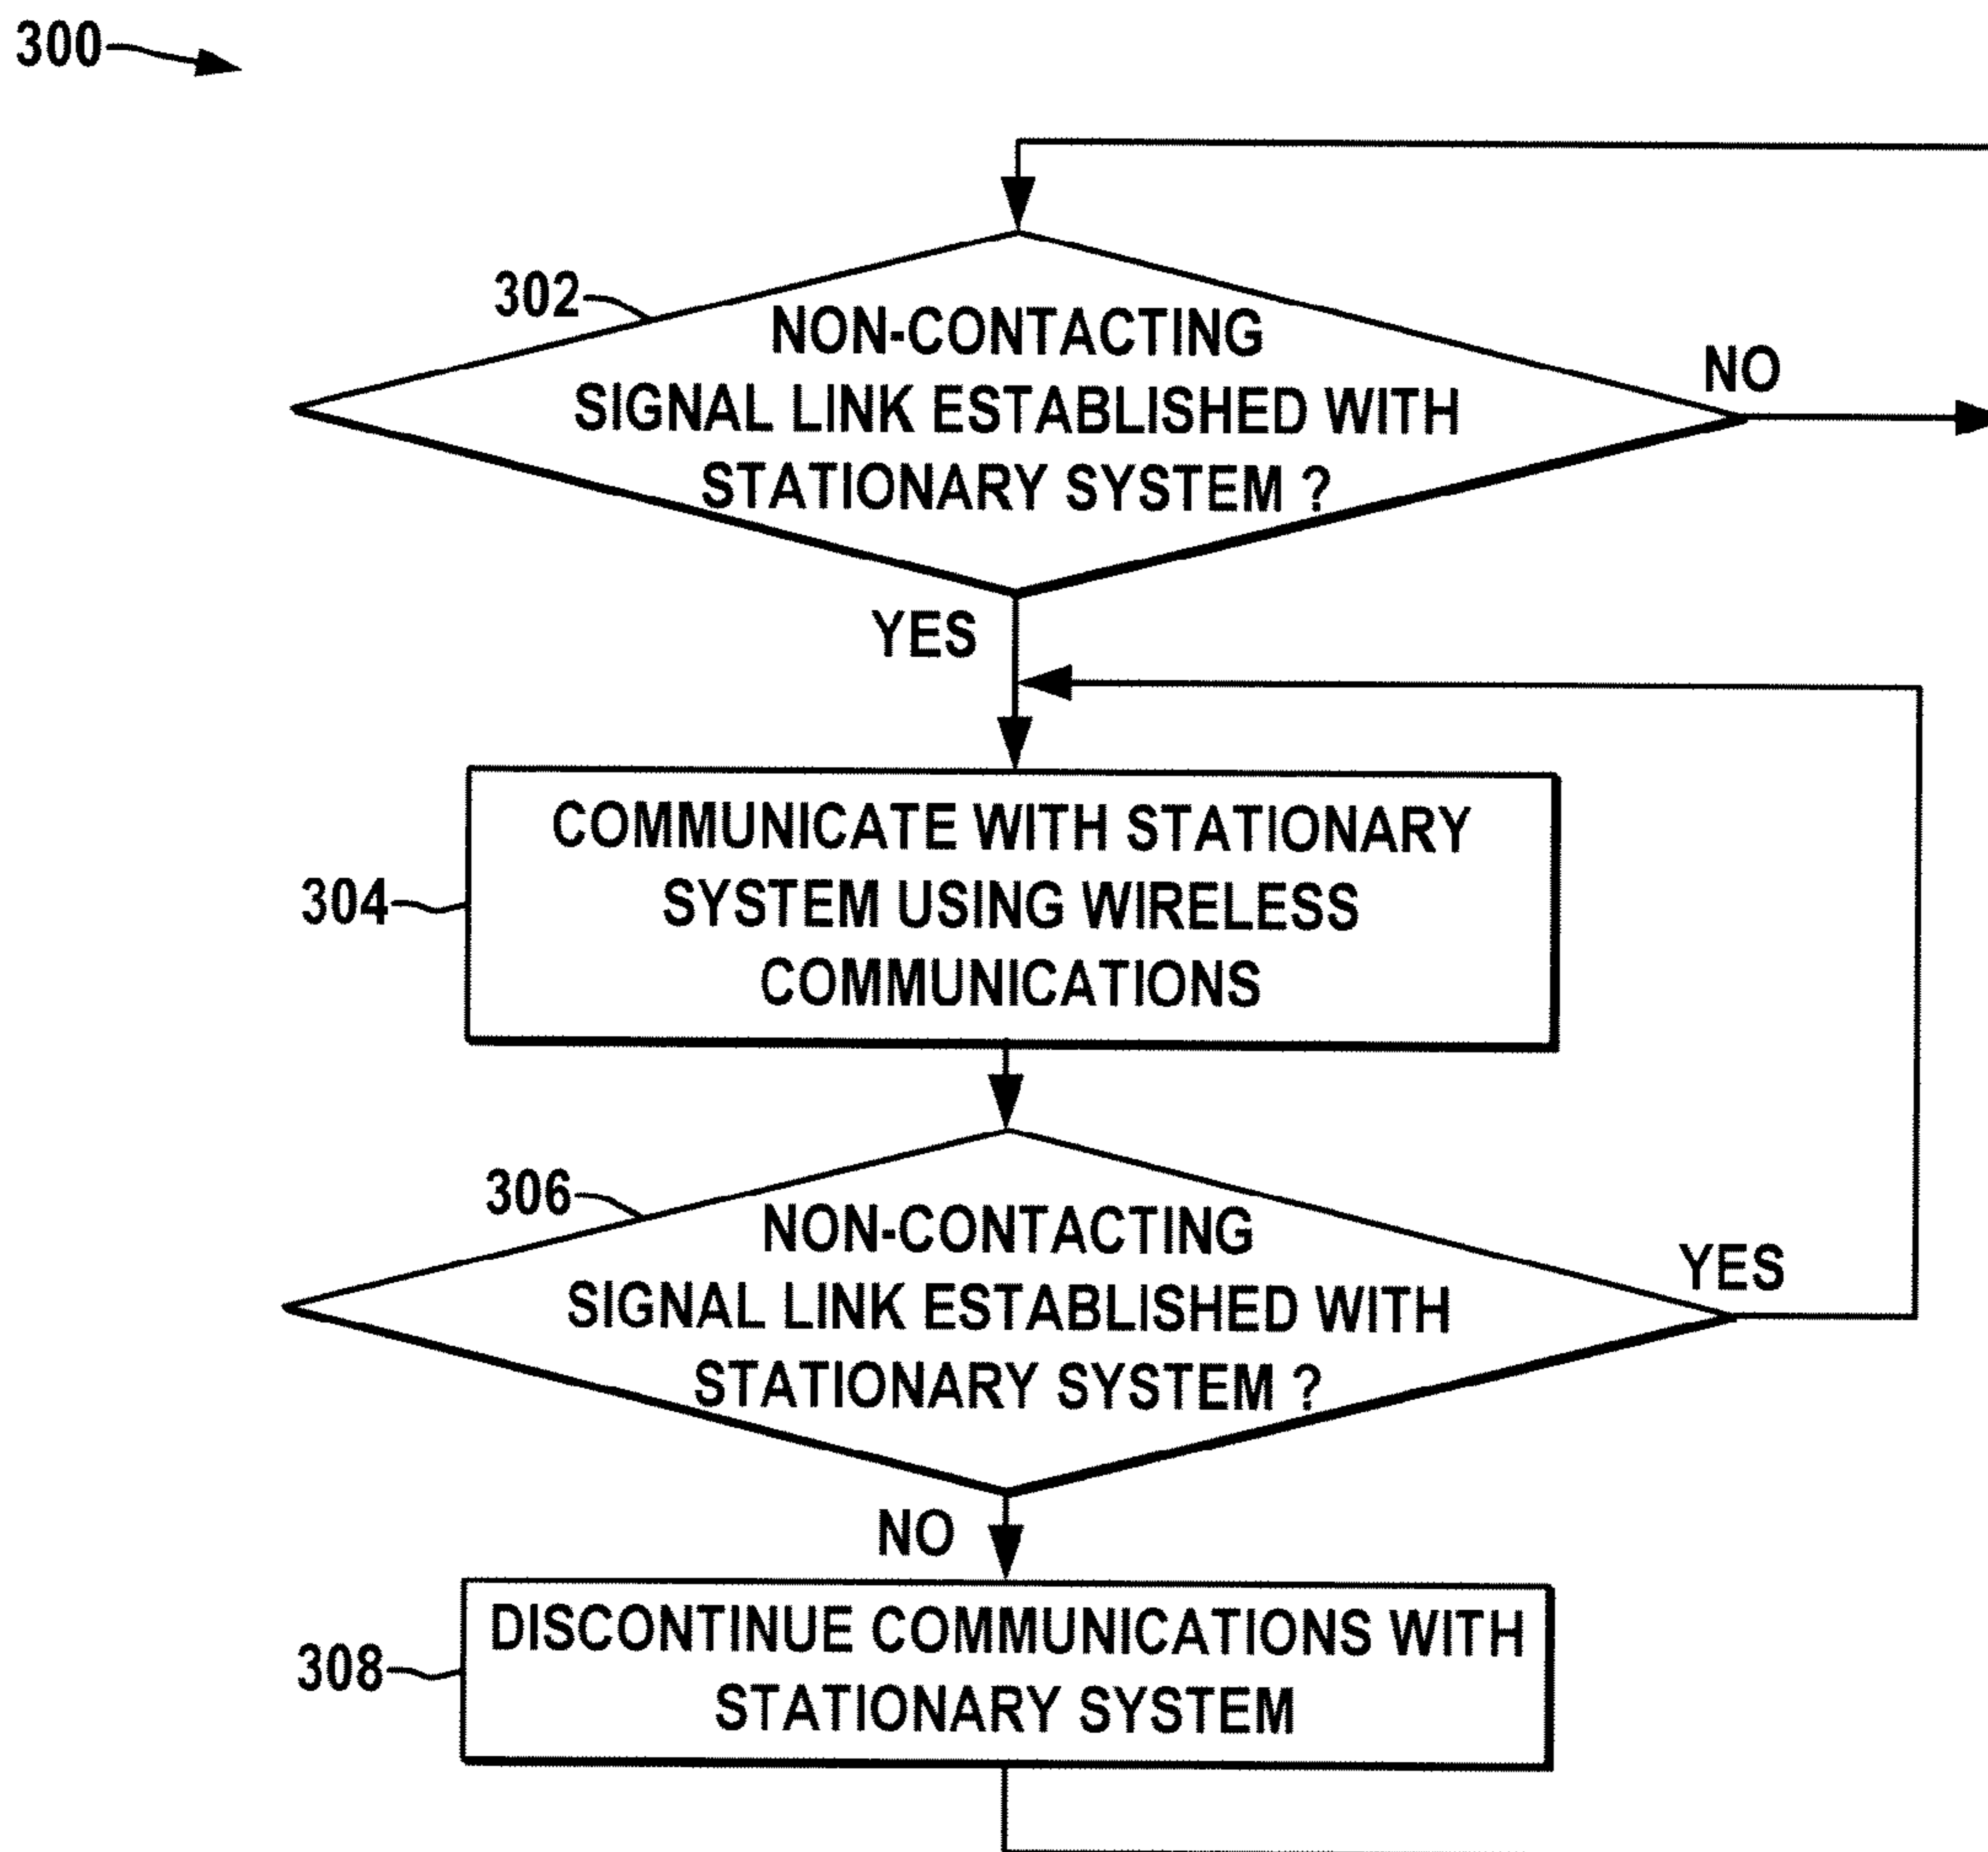 300
302
NON-CONTACTING
SIGNAL LINK ESTABLISHED WITH
STATIONARY SYSTEM ?
NO
YES
COMMUNICATE WITH STATIONARY
SYSTEM USING WIRELESS
COMMUNICATIONS
304
306
NON-CONTACTING
SIGNAL LINK ESTABLISHED WITH
STATIONARY SYSTEM ?
YES
NO
DISCONTINUE COMMUNICATIONS WITH
STATIONARY SYSTEM
308